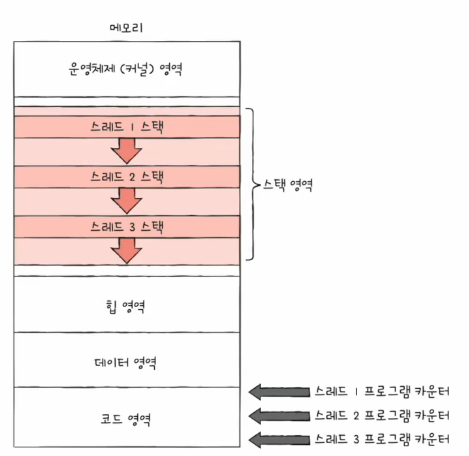 메모리
운영체제 (커널) 영역
스레드 1 스택
스레드 2 스택
스레드 3 스택
스택 영역
힙 영역
데이터 영역
코드 영역
스레드 1 프로그램 카운터
스레드 2 프로그램 카운터
스레드 3 프로그램 카운터